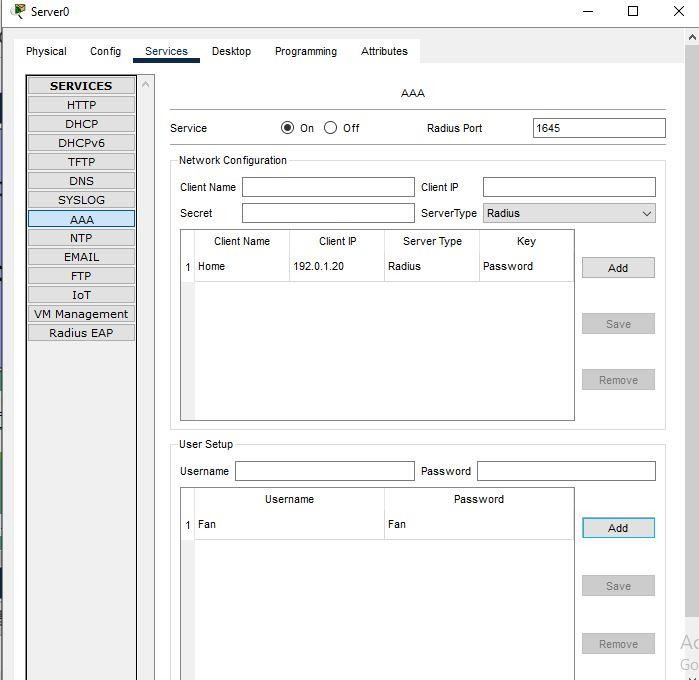 Server0
Physical Config Services Desktop Programming Attributes
SERVICES
HTTP
DHCP
DHCPv6
TFTP
DNS
SYSLOG
AAA
NTP
EMAIL
FTP
IoT
VM Management
Radius EAP
AAA
Service On Off Radius Port 1645
Network Configuration
Client Name Client IP
Secret ServerType Radius
Client Name Client IP Server Type Key
1 Home 192.0.1.20 Radius Password
Add
Save
Remove
User Setup
Username Password
Username Password
1 Fan Fan
Add
Save
Remove
Ac
Go